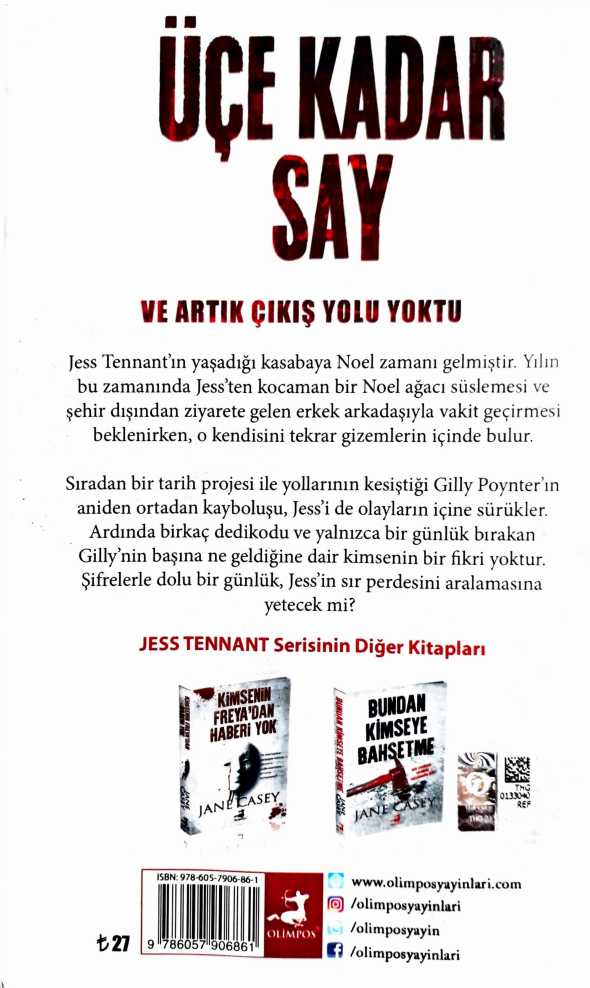 ÜÇE KADAR
SAY
VE ARTIK ÇIKIŞ YOLU YOKTU
Jess Tennant'ın yaşadığı kasabaya Noel zamanı gelmiştir. Yılın
bu zamanında Jess'ten kocaman bir Noel ağacı süslemesi ve
şehir dışından ziyarete gelen erkek arkadaşıyla vakit geçirmesi
beklenirken, o kendisini tekrar gizemlerin içinde bulur.
Sıradan bir tarih projesi ile yollarının kesiştiği Gilly Poynter'ın
aniden ortadan kayboluşu, Jess'i de olayların içine sürükler.
Ardında birkaç dedikodu ve yalnızca bir günlük bırakan
Gilly'nin başına ne geldiğine dair kimsenin bir fikri yoktur.
Şifrelerle dolu bir günlük, Jess'in sır perdesini aralamasına
yetecek mi?
JESS TENNANT Serisinin Diğer Kitapları
KİMSENİN
FREYA'DAN
HABERİ YOK
JANE CASEY
BUNDAN
KİMSEYE
BAHSETME
JANE CASEY
0133040
REF
ISBN: 978-605-7906-86-1
9 786057 906861
₺27
OLİMPOS
www.olimposyayinlari.com
/olimposyayinlari
/olimposyayin
/olimposyayinlari